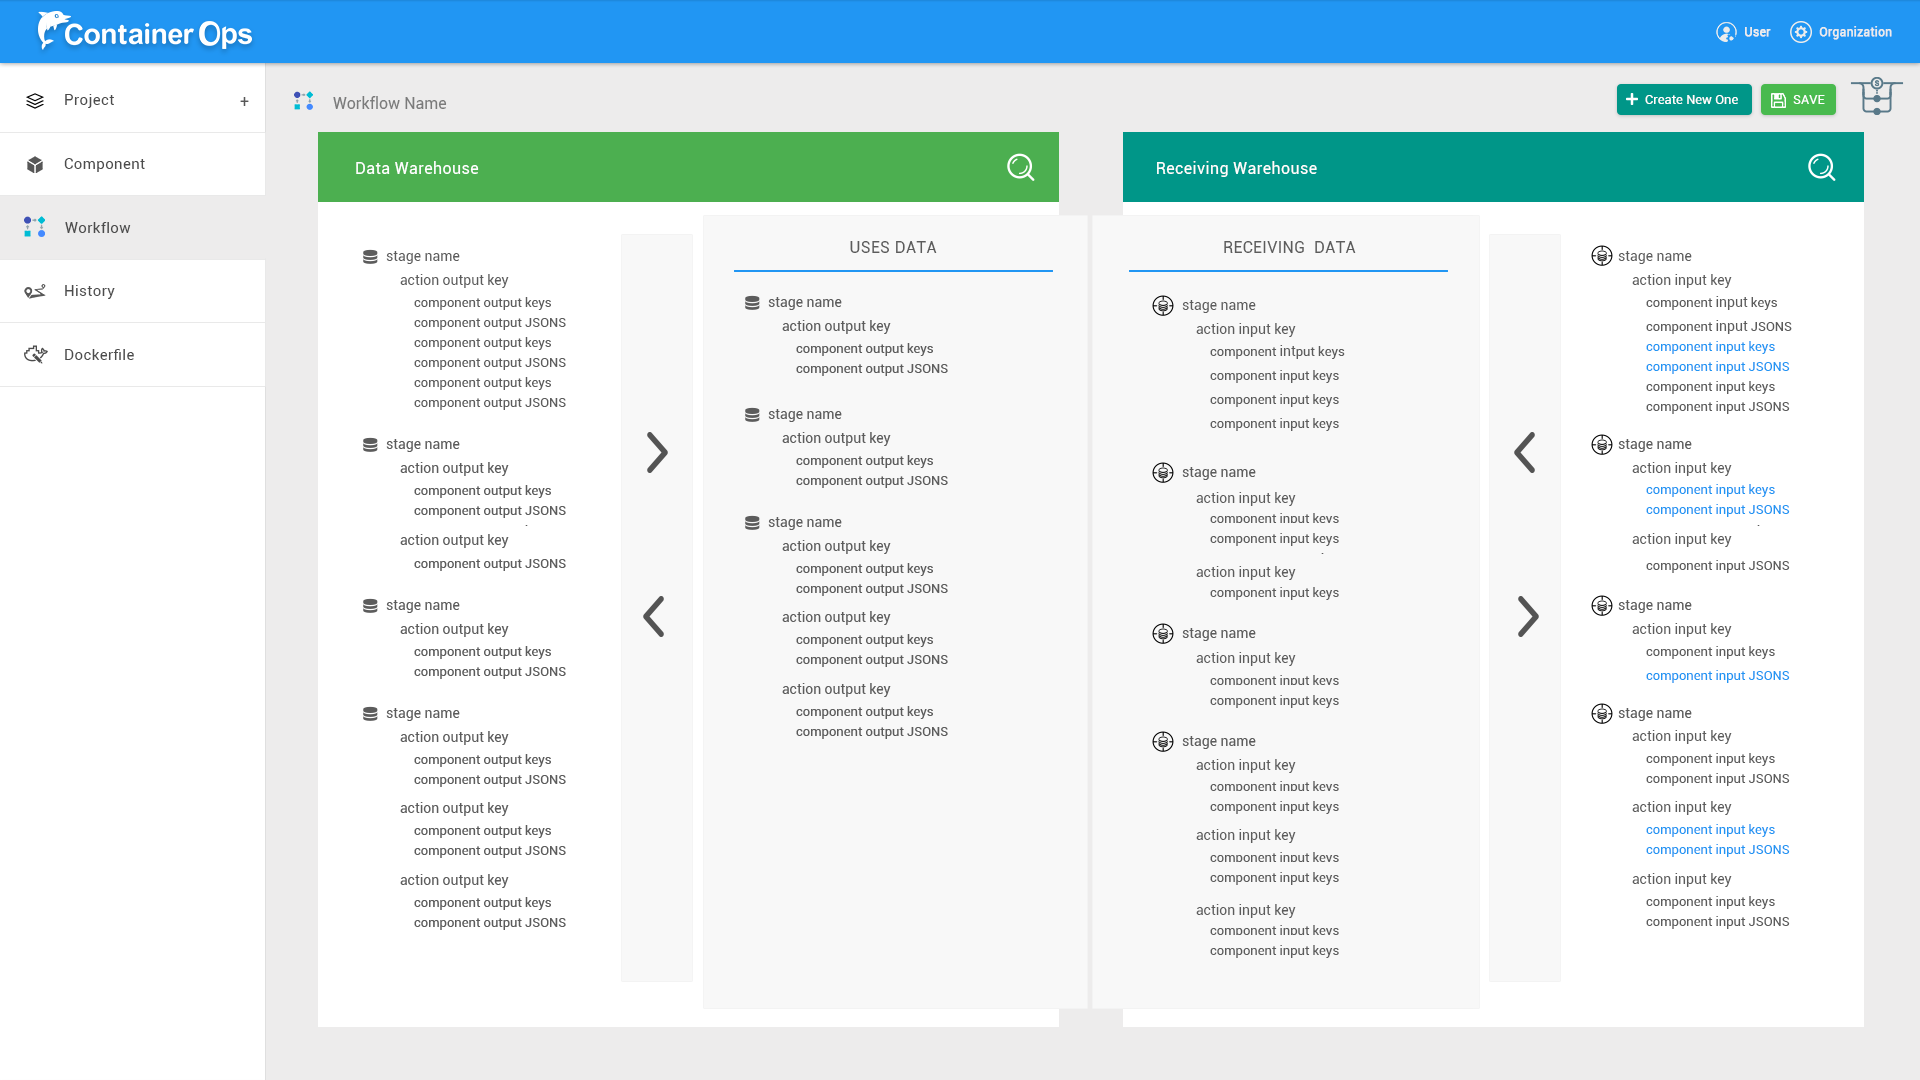 Container Ops
User
Organization
Project
+
Component
Workflow
History
Dockerfile
Workflow Name
Create New One
SAVE
Data Warehouse
stage name
action output key
component output keys
component output JSONS
component output keys
component output JSONS
component output keys
component output JSONS
stage name
action output key
component output keys
component output JSONS
action output key
component output JSONS
stage name
action output key
component output keys
component output JSONS
stage name
action output key
component output keys
component output JSONS
action output key
component output keys
component output JSONS
action output key
component output keys
component output JSONS
USES DATA
stage name
action output key
component output keys
component output JSONS
stage name
action output key
component output keys
component output JSONS
stage name
action output key
component output keys
component output JSONS
action output key
component output keys
component output JSONS
action output key
component output keys
component output JSONS
Receiving Warehouse
RECEIVING DATA
stage name
action input key
component intput keys
component input keys
component input keys
component input keys
stage name
action input key
component input keys
component input keys
action input key
component input keys
stage name
action input key
component input keys
component input keys
stage name
action input key
component input keys
component input keys
action input key
component input keys
component input keys
action input key
component input keys
component input keys
stage name
action input key
component input keys
component input JSONS
component input keys
component input JSONS
component input keys
component input JSONS
stage name
action input key
component input keys
component input JSONS
action input key
component input JSONS
stage name
action input key
component input keys
component input JSONS
stage name
action input key
component input keys
component input JSONS
action input key
component input keys
component input JSONS
action input key
component input keys
component input JSONS